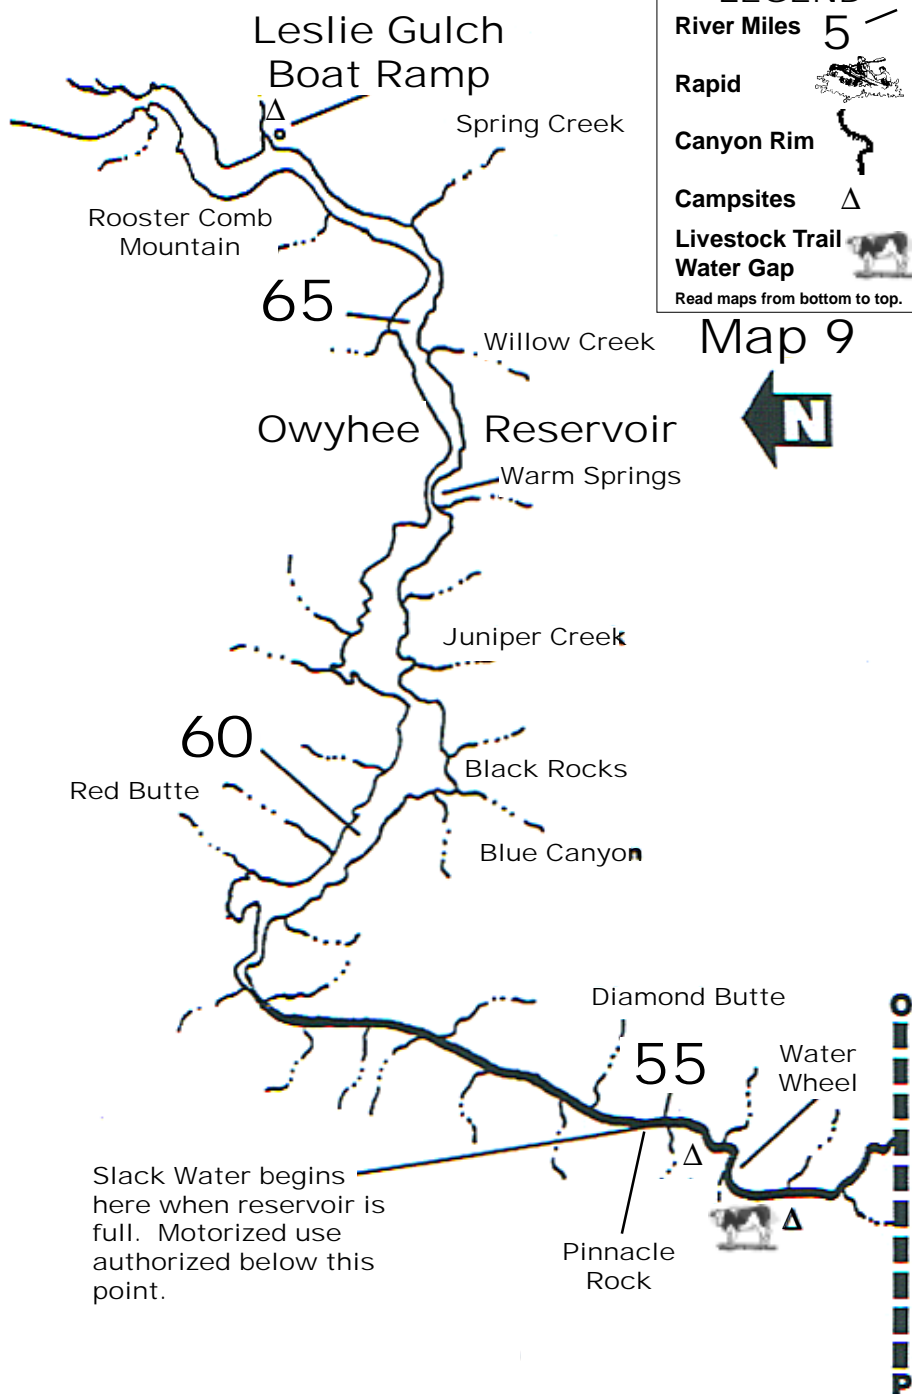 LEGEND
River Miles 5
Rapid
Canyon Rim
Campsites Δ
Livestock Trail
Water Gap
Read maps from bottom to top.
Map 9
N
Leslie Gulch
Boat Ramp
Δ
Spring Creek
Rooster Comb
Mountain
65
Willow Creek
Owyhee Reservoir
Warm Springs
Juniper Creek
60
Black Rocks
Red Butte
Blue Canyon
Diamond Butte
55
Water
Wheel
Δ
Slack Water begins
here when reservoir is
full. Motorized use
authorized below this
point.
Δ
Pinnacle
Rock
O
P